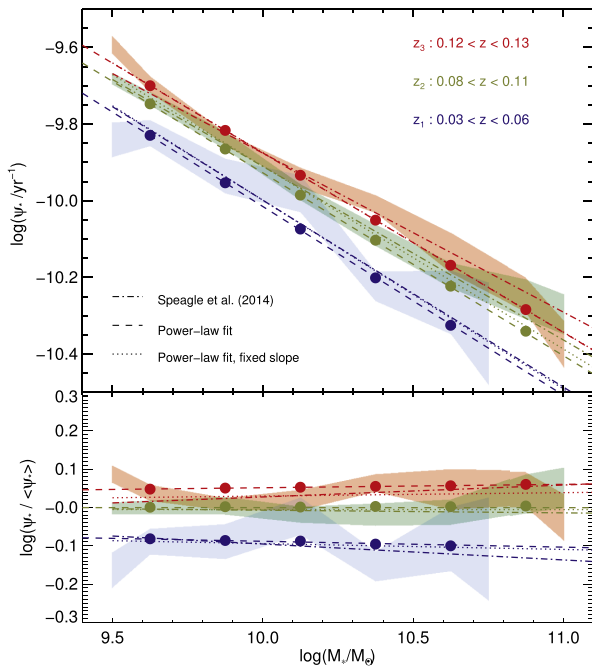 −9.6
−9.8
−10.0
−10.2
−10.4
log(ψ* /yr⁻¹)
z₃ : 0.12 < z < 0.13
z₂ : 0.08 < z < 0.11
z₁ : 0.03 < z < 0.06
Speagle et al. (2014)
Power−law fit
Power−law fit, fixed slope
0.3
0.2
0.1
−0.0
−0.1
−0.2
−0.3
log(ψ* / <ψ*>)
9.5 10.0 10.5 11.0
log(M*/M☉)